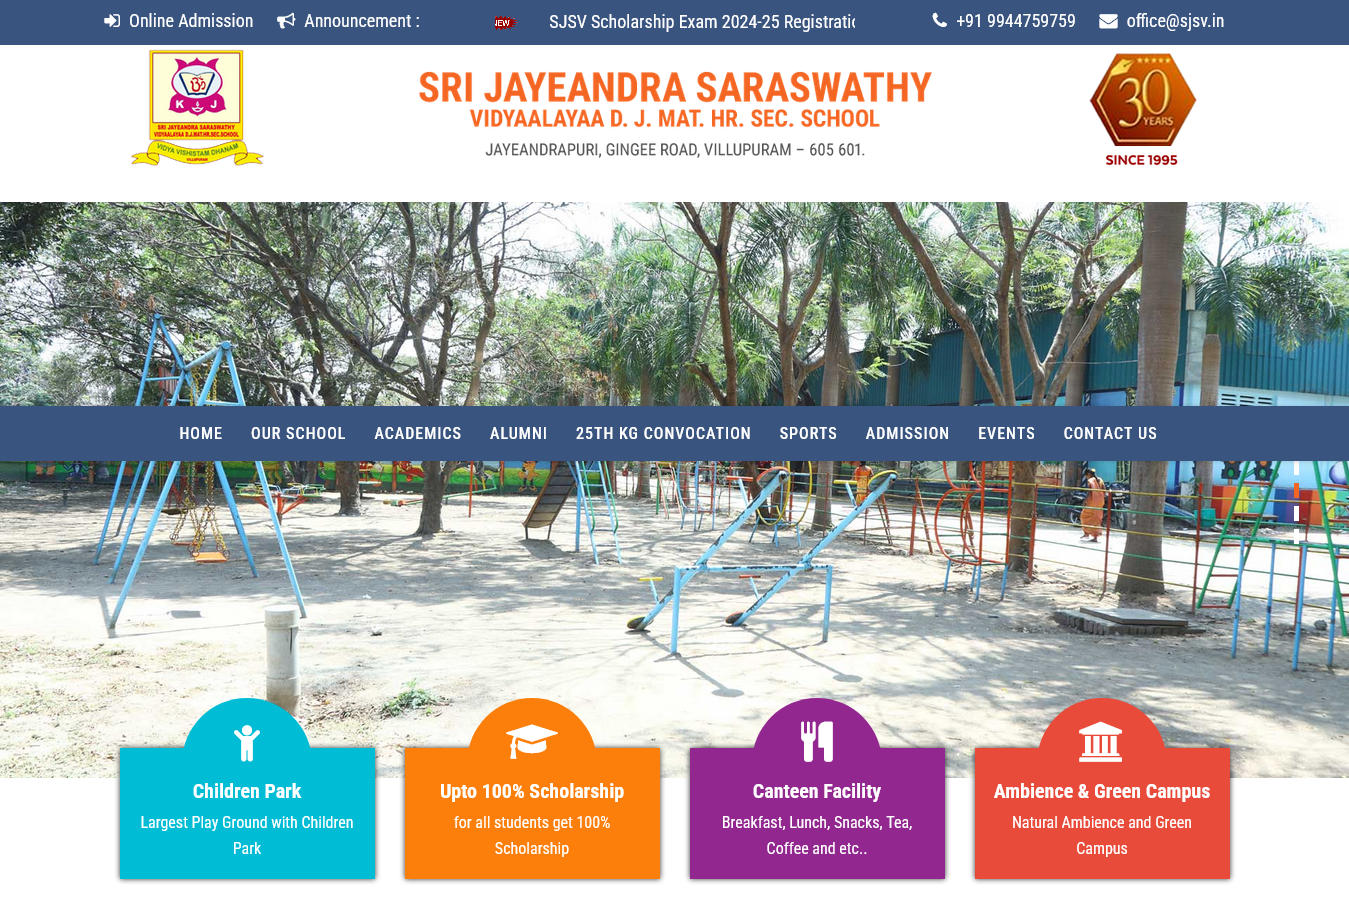 Online Admission
Announcement :
NEW
SJSV Scholarship Exam 2024-25
+91 9944759759
office@sjsv.in
K J
SRI JAYEANDRA SARASWATHY
VIDYAALAYAA D.J.MAT.HR.SEC.SCHOOL
VIDYA VISHISTAM DHANAM
VILLUPURAM
SRI JAYEANDRA SARASWATHY
VIDYAALAYAA D. J. MAT. HR. SEC. SCHOOL
JAYEANDRAPURI, GINGEE ROAD, VILLUPURAM – 605 601.
30
YEARS
SINCE 1995
HOME OUR SCHOOL ACADEMICS ALUMNI 25TH KG CONVOCATION SPORTS ADMISSION EVENTS CONTACT US
Children Park
Largest Play Ground with Children
Park
Upto 100% Scholarship
for all students get 100%
Scholarship
Canteen Facility
Breakfast, Lunch, Snacks, Tea,
Coffee and etc..
Ambience & Green Campus
Natural Ambience and Green
Campus